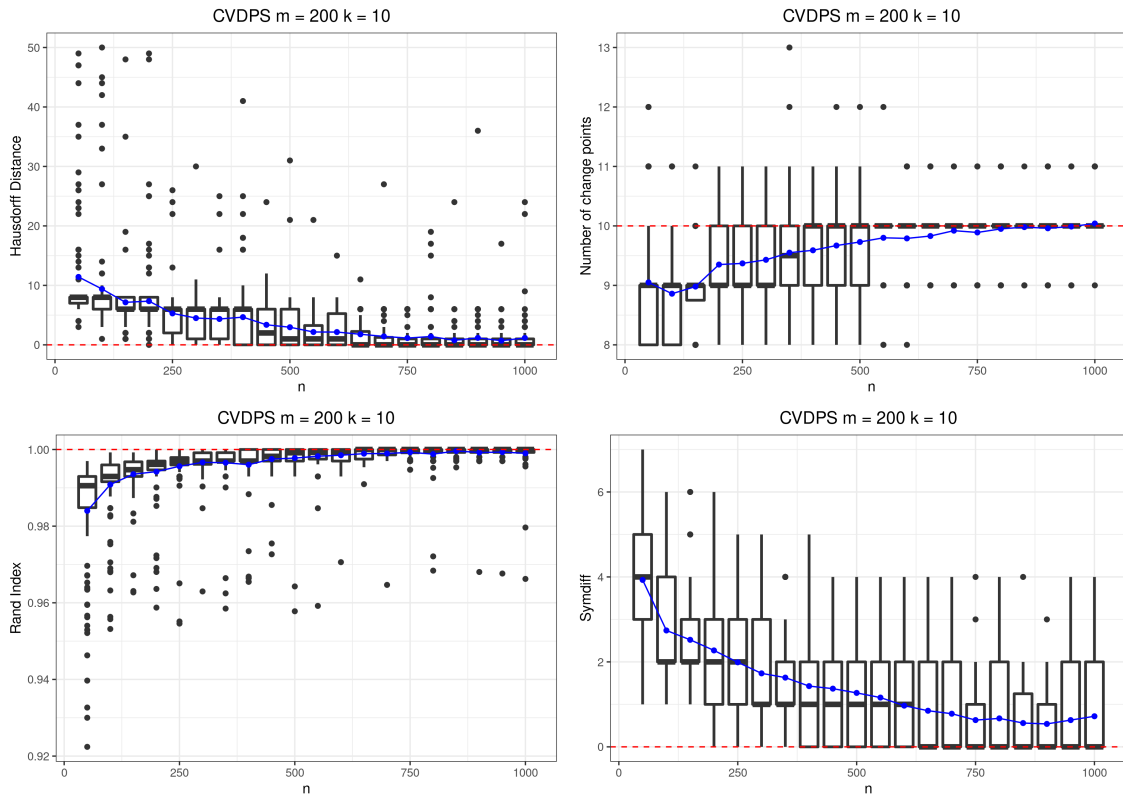 CVDPS m = 200 k = 10
Hausdorff Distance
50
40
30
20
10
0
0 250 500 750 1000
n
CVDPS m = 200 k = 10
Number of change points
13
12
11
10
9
8
0 250 500 750 1000
n
CVDPS m = 200 k = 10
Rand Index
1.00
0.98
0.96
0.94
0.92
0 250 500 750 1000
n
CVDPS m = 200 k = 10
Symdiff
6
4
2
0
0 250 500 750 1000
n